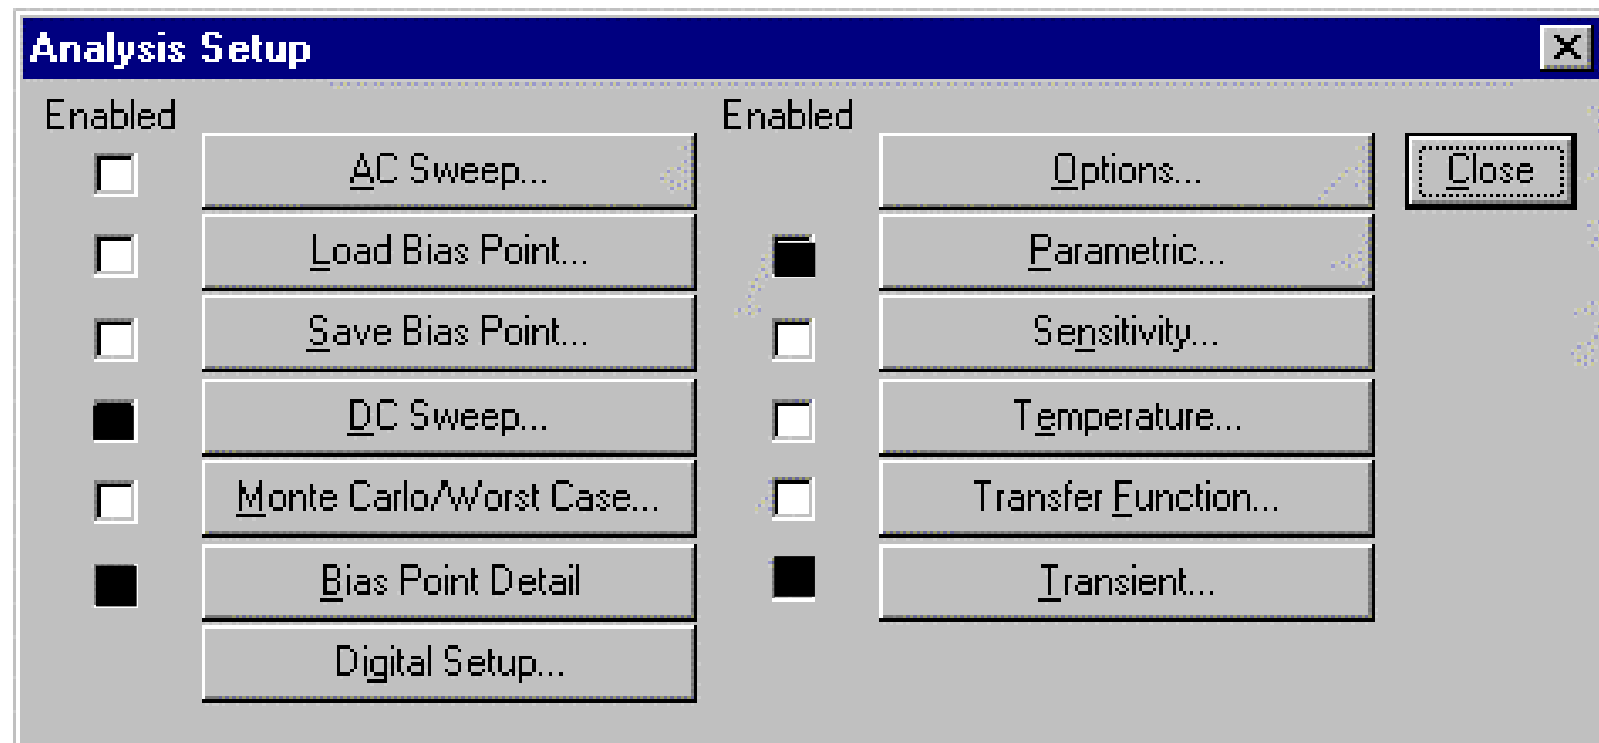 Analysis Setup
Enabled
AC Sweep...
Load Bias Point...
Save Bias Point...
DC Sweep...
Monte Carlo/Worst Case...
Bias Point Detail
Digital Setup...
Enabled
Options...
Parametric...
Sensitivity...
Temperature...
Transfer Function...
Transient...
Close